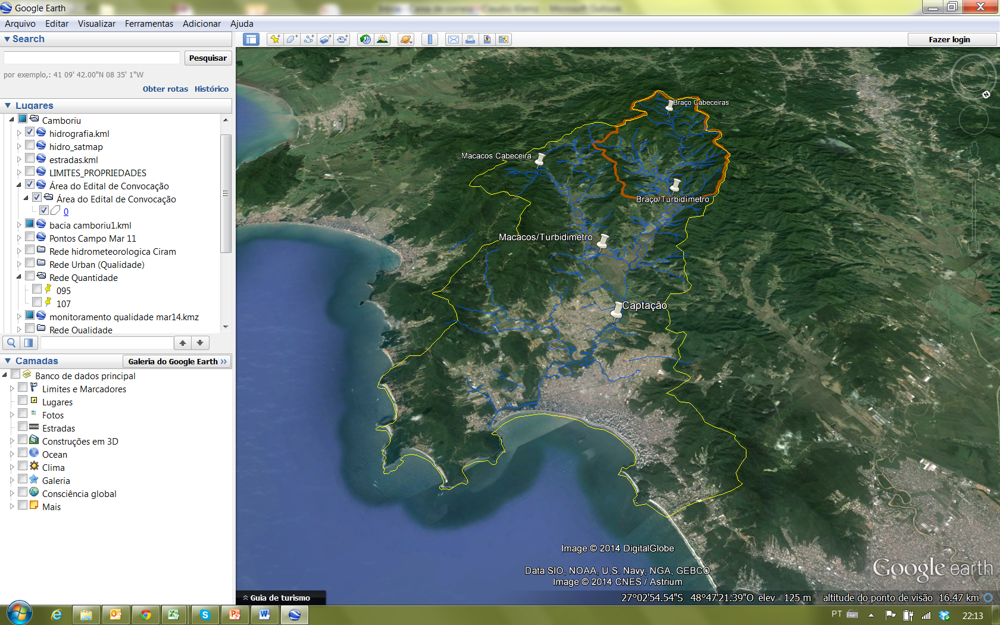 Google Earth
Arquivo Editar Visualizar Ferramentas Adicionar Ajuda
Search
Pesquisar
por exemplo,: 41 09' 42.00"N 08 35' 1"W
Obter rotas Histórico
Lugares
Camboriu
hidrografia.kml
hidro_satmap
estradas.kml
LIMITES_PROPRIEDADES
Área do Edital de Convocação
Área do Edital de Convocação
0
bacia camboriu1.kml
Pontos Campo Mar 11
Rede hidrometeorologica Ciram
Rede Urban (Qualidade)
Rede Quantidade
095
107
monitoramento qualidade mar14.kmz
Rede Qualidade
Camadas
Galeria do Google Earth »
Banco de dados principal
Limites e Marcadores
Lugares
Fotos
Estradas
Construções em 3D
Ocean
Clima
Galeria
Consciência global
Mais
Fazer login
N
Braço Cabeceiras
Macacos Cabeceira
Braço/Turbidímetro
Macacos/Turbidimetro
Captação
Image © 2014 DigitalGlobe
Data SIO, NOAA, U.S. Navy, NGA, GEBCO
Image © 2014 CNES / Astrium
Google earth
Guia de turismo
27°02'54.54"S 48°47'21.39"O elev 125 m altitude do ponto de visão 16.47 km
PT
22:13